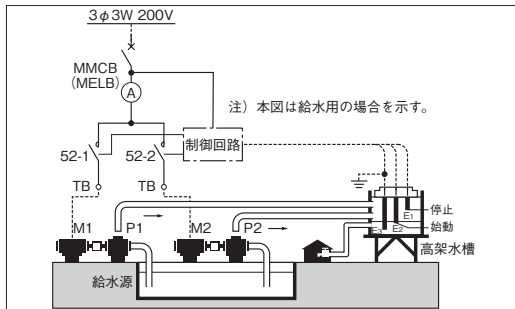 3φ3W 200V
MMCB
(MELB)
A
注）本図は給水用の場合を示す。
制御回路
52-1
52-2
TB
TB
停止
E1
始動
E2
E3
M1
P1
M2
P2
高架水槽
給水源